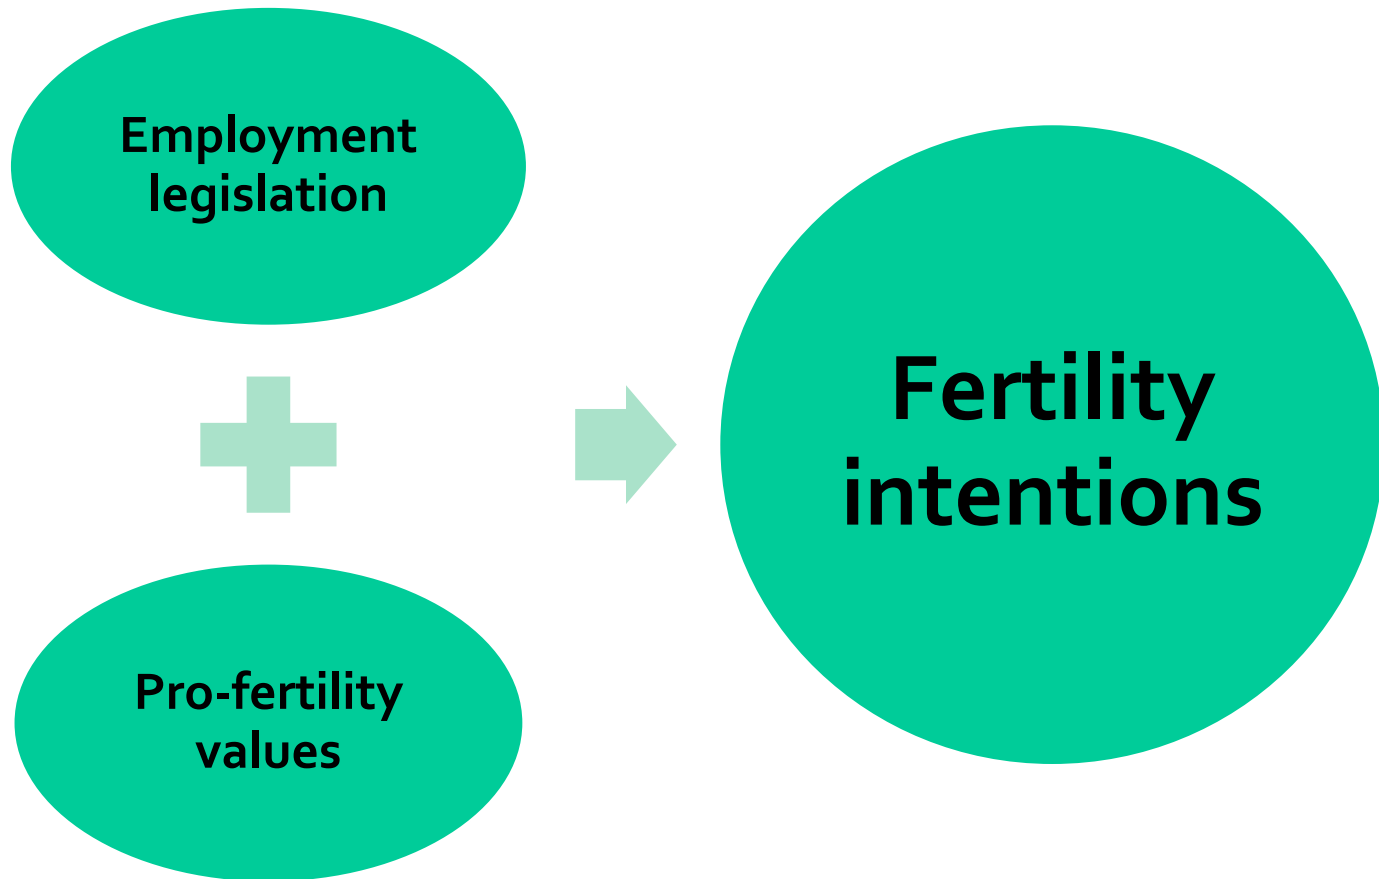 Employment
legislation
Pro-fertility
values
Fertility
intentions